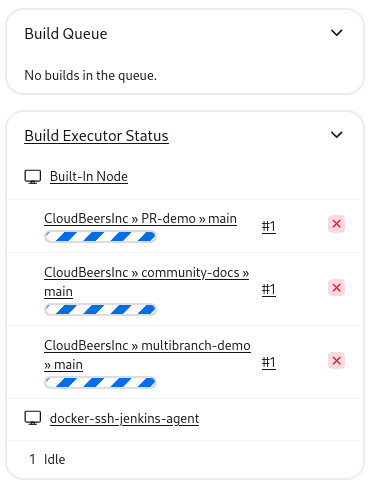 Build Queue
No builds in the queue.
Build Executor Status
Built-In Node
CloudBeersInc » PR-demo » main #1
CloudBeersInc » community-docs »
main #1
CloudBeersInc » multibranch-demo
» main #1
docker-ssh-jenkins-agent
1 Idle